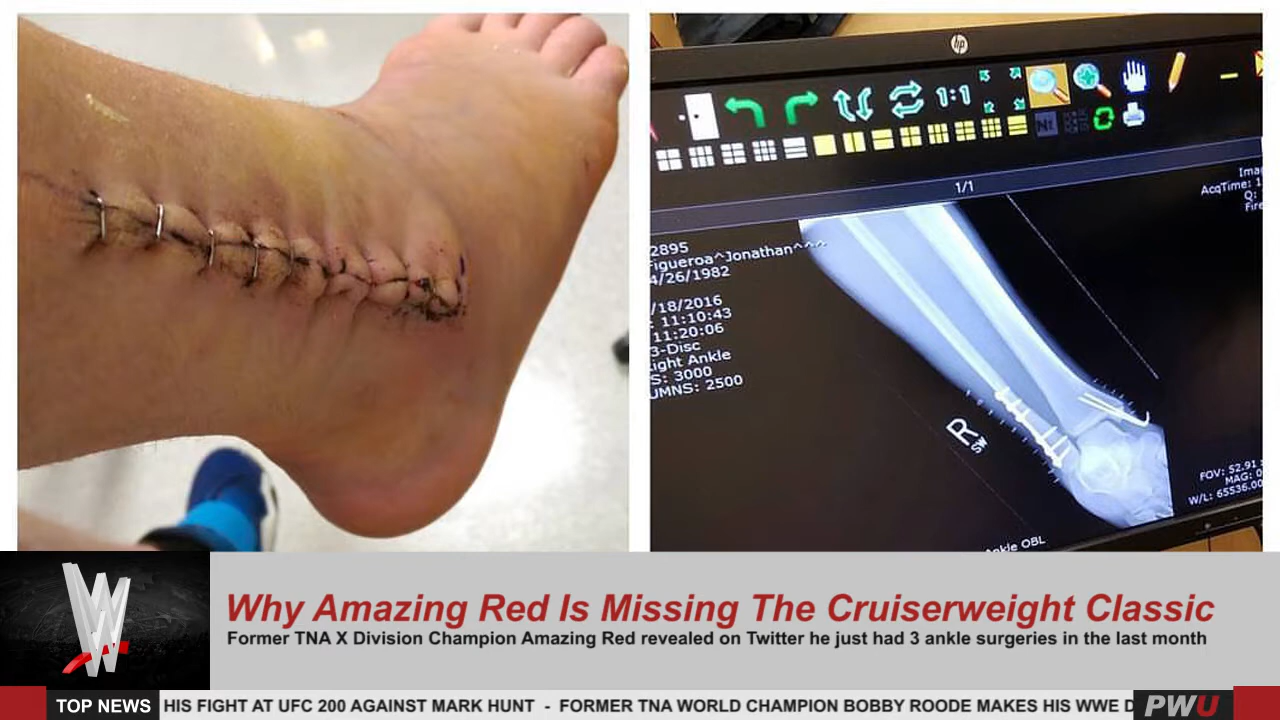 hp
1:1
1/1
2895
Figueroa^Jonathan^^^
4/26/1982
/18/2016
: 11:10:43
11:20:06
3-Disc
ight Ankle
S: 3000
UMNS: 2500
R
SW
Ima
AcqTime: 1
Q:
Fire
FOV: 52.91
MAG: 0
W/L: 65536.00
Ankle OBL
Why Amazing Red Is Missing The Cruiserweight Classic
Former TNA X Division Champion Amazing Red revealed on Twitter he just had 3 ankle surgeries in the last month
TOP NEWS HIS FIGHT AT UFC 200 AGAINST MARK HUNT - FORMER TNA WORLD CHAMPION BOBBY ROODE MAKES HIS WWE D PWU